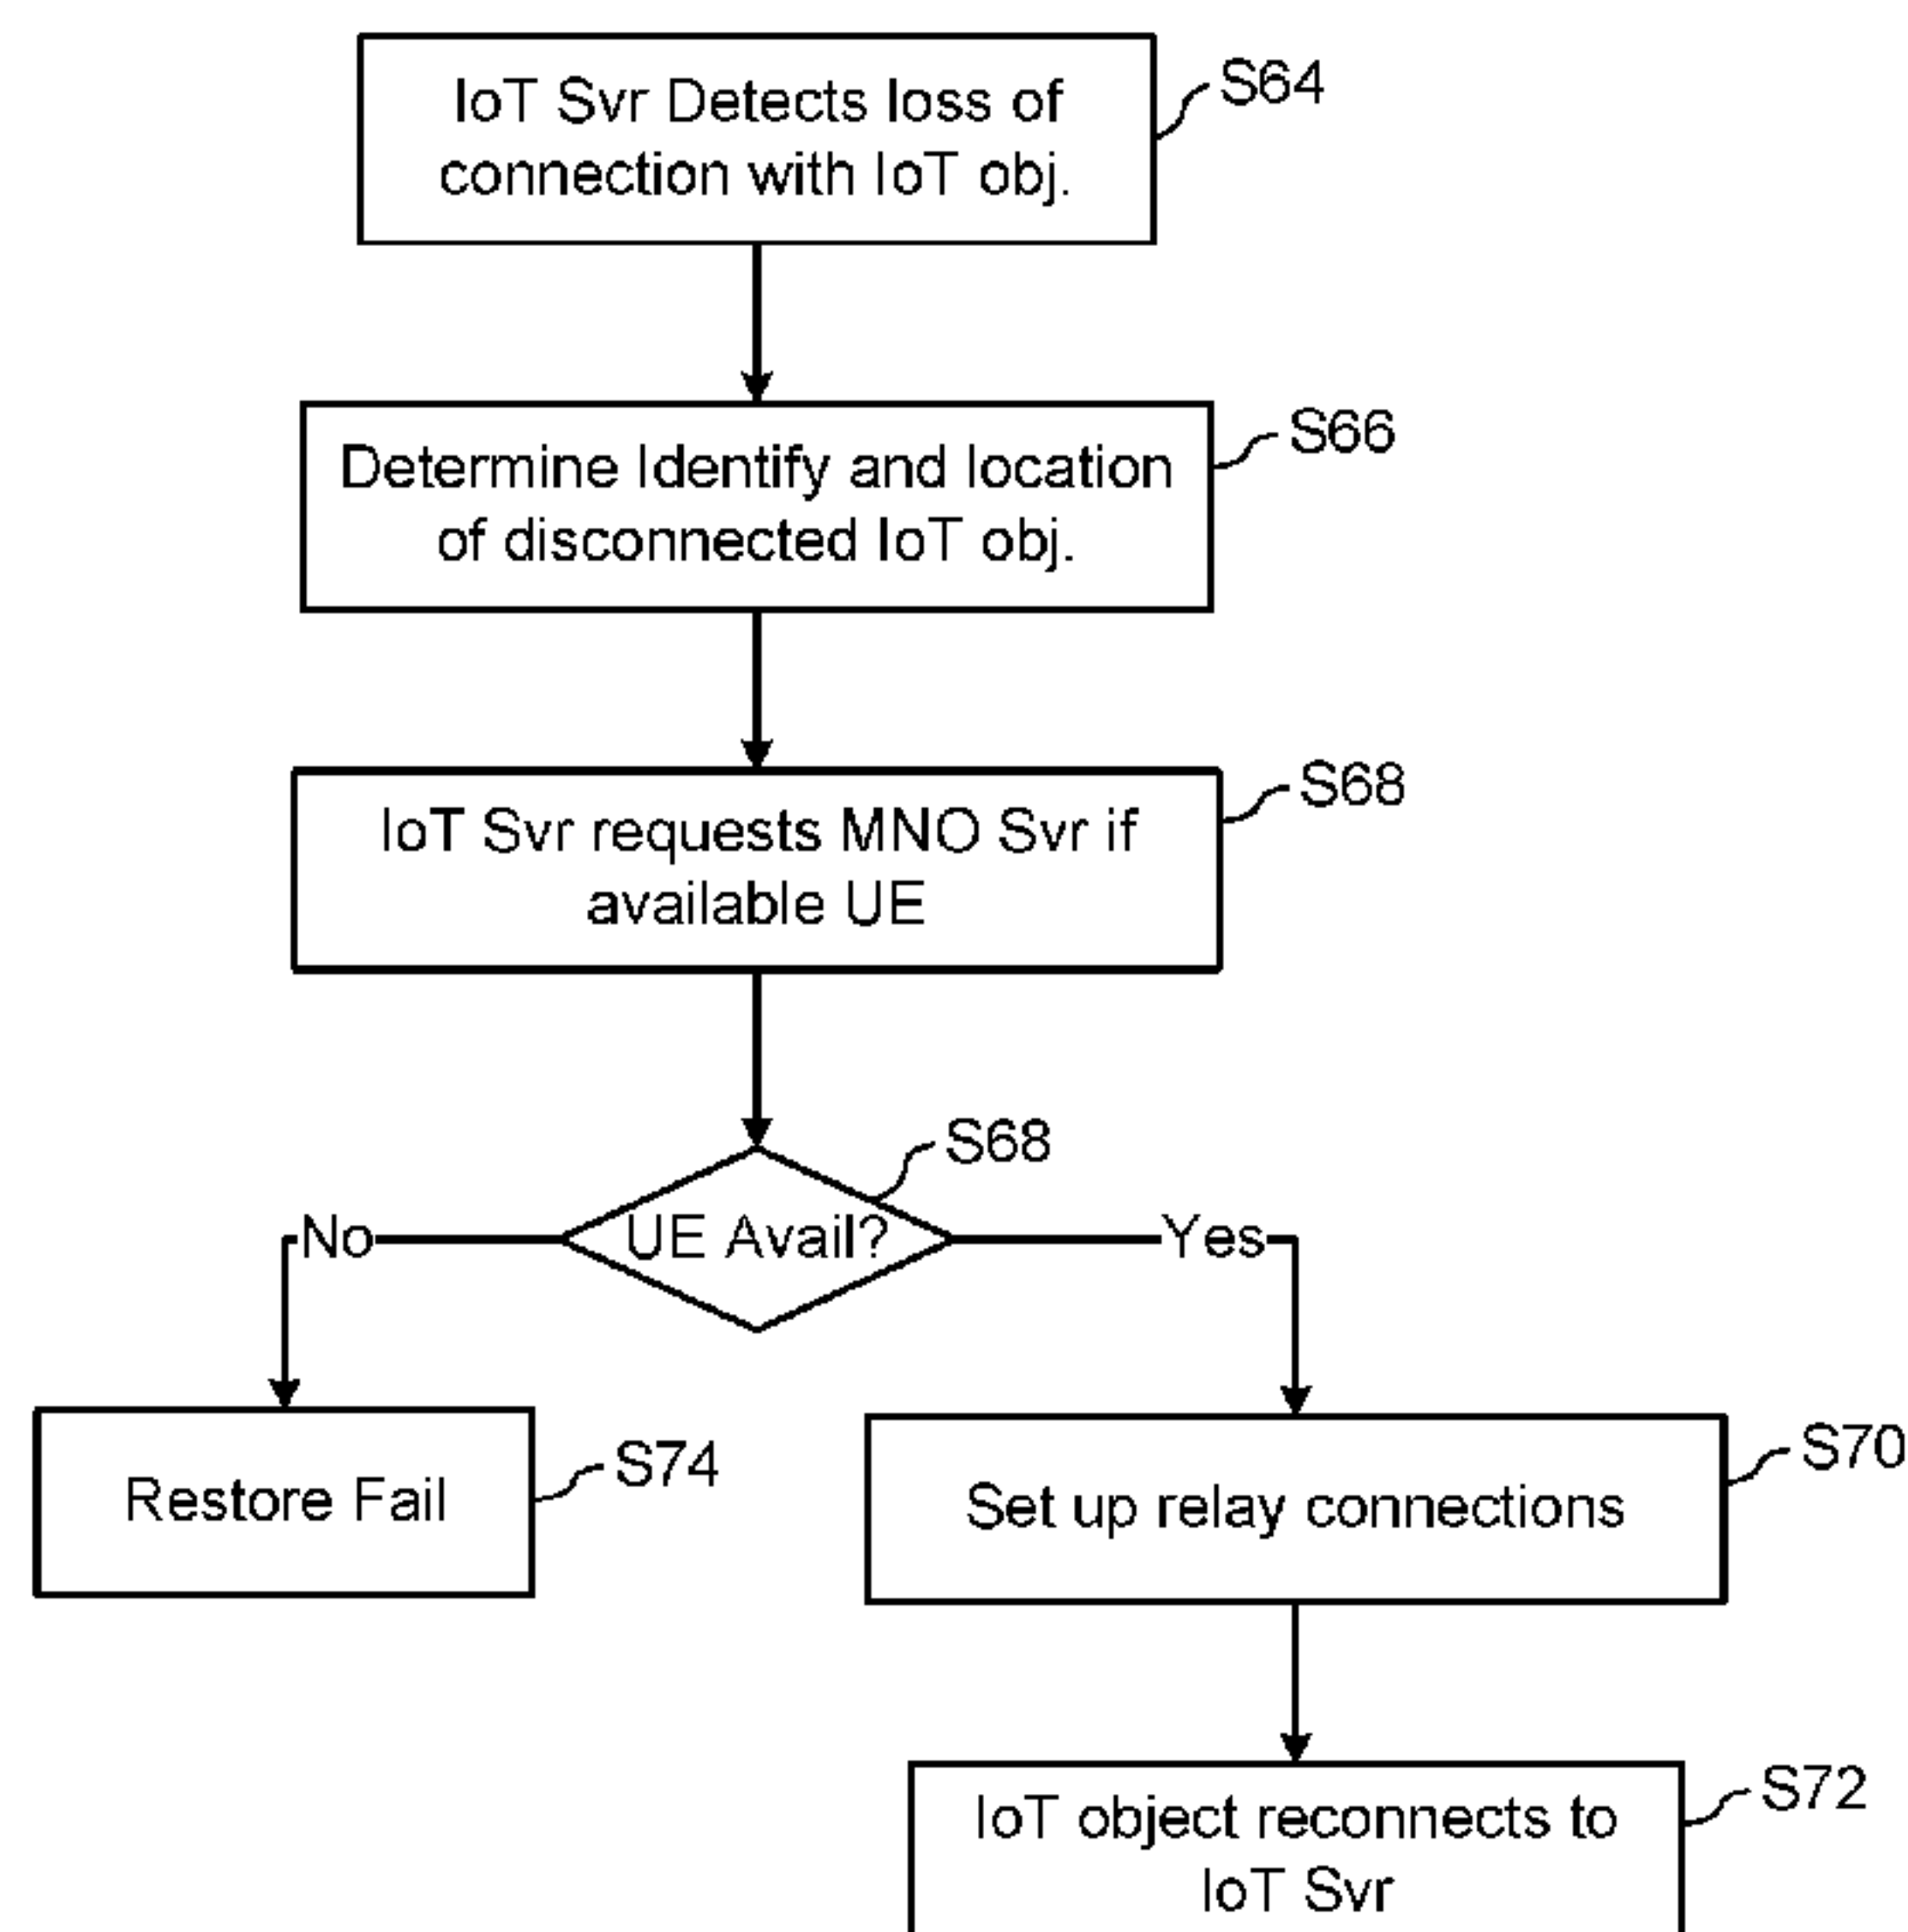 IoT Svr Detects loss of
connection with IoT obj.
S64
Determine Identify and location
of disconnected IoT obj.
S66
IoT Svr requests MNO Svr if
available UE
S68
S68
UE Avail?
No
Yes
Restore Fail
S74
Set up relay connections
S70
IoT object reconnects to
IoT Svr
S72